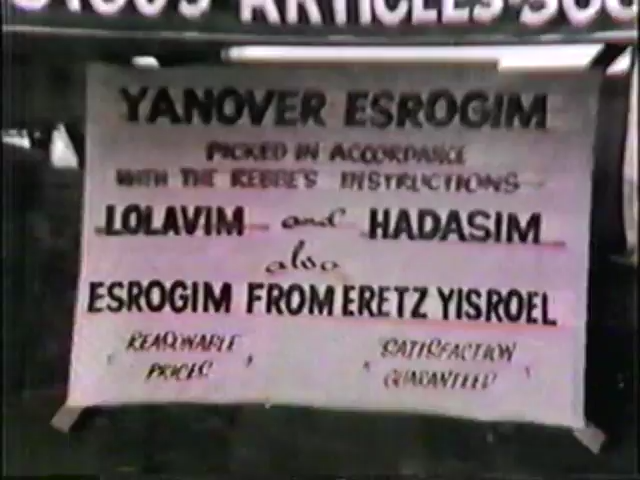 ARTICLES
YANOVER ESROGIM
PICKED IN ACCORDANCE
WITH THE REBBE'S INSTRUCTIONS
LOLAVIM and HADASIM
also
ESROGIM FROM ERETZ YISROEL
REASONABLE SATISFACTION
PRICES GUARANTEED